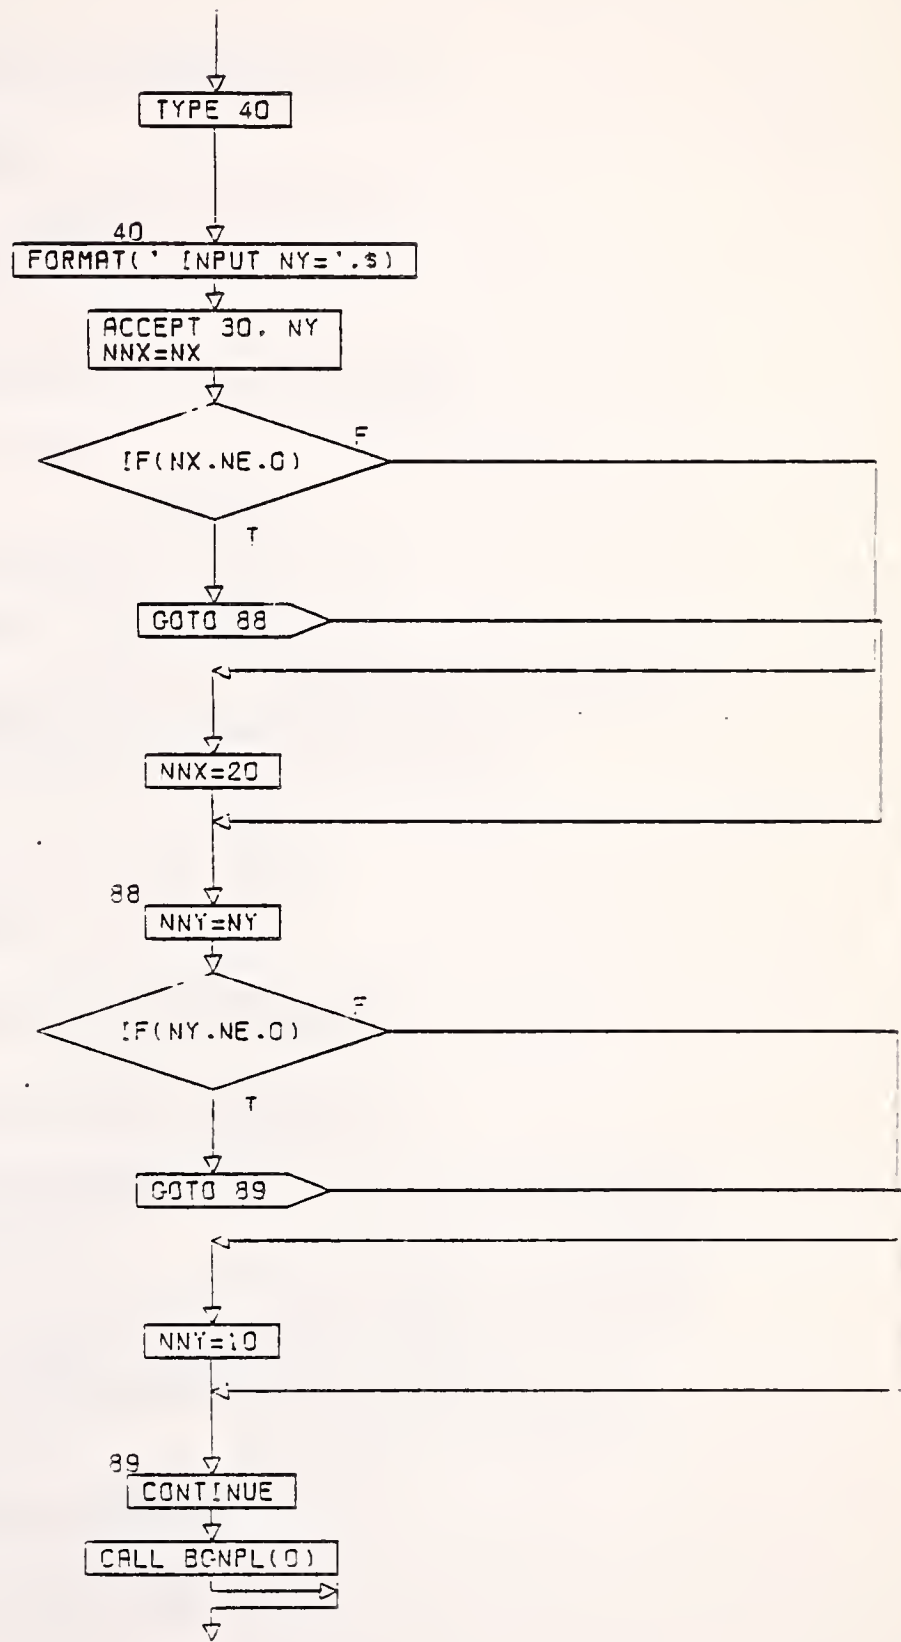 TYPE 40
40
FORMAT(' INPUT NY='.$)
ACCEPT 30, NY
NNX=NX
F
IF(NX.NE.0)
T
GOTO 88
NNX=20
88
NNY=NY
F
IF(NY.NE.0)
T
GOTO 89
NNY=10
89
CONTINUE
CALL BGNPL(0)